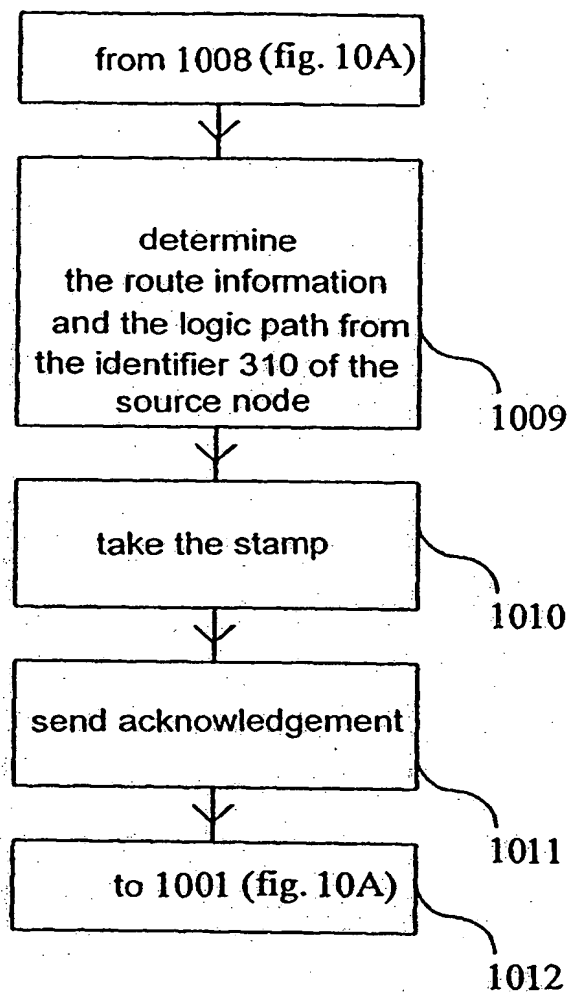 from 1008 (fig. 10A)
determine
the route information
and the logic path from
the identifier 310 of the
source node
1009
take the stamp
1010
send acknowledgement
1011
to 1001 (fig. 10A)
1012